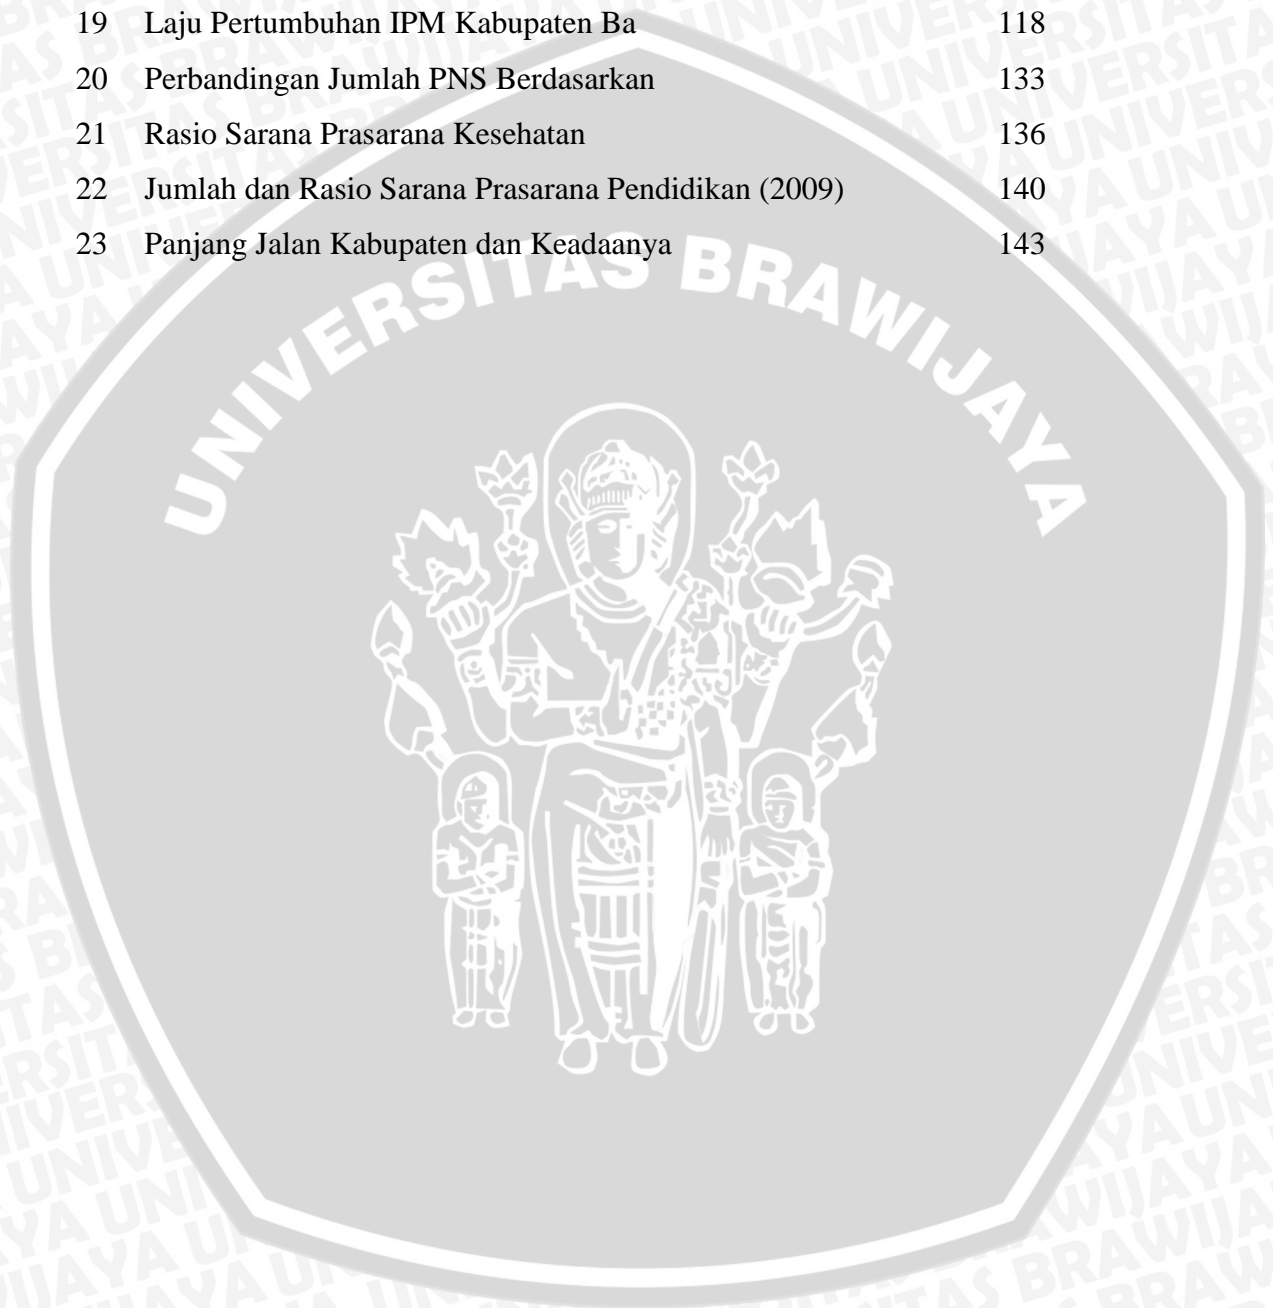 19 Laju Pertumbuhan IPM Kabupaten Ba 118
20 Perbandingan Jumlah PNS Berdasarkan 133
21 Rasio Sarana Prasarana Kesehatan 136
22 Jumlah dan Rasio Sarana Prasarana Pendidikan (2009) 140
23 Panjang Jalan Kabupaten dan Keadaanya 143
UNIVERSITAS BRAWIJAYA